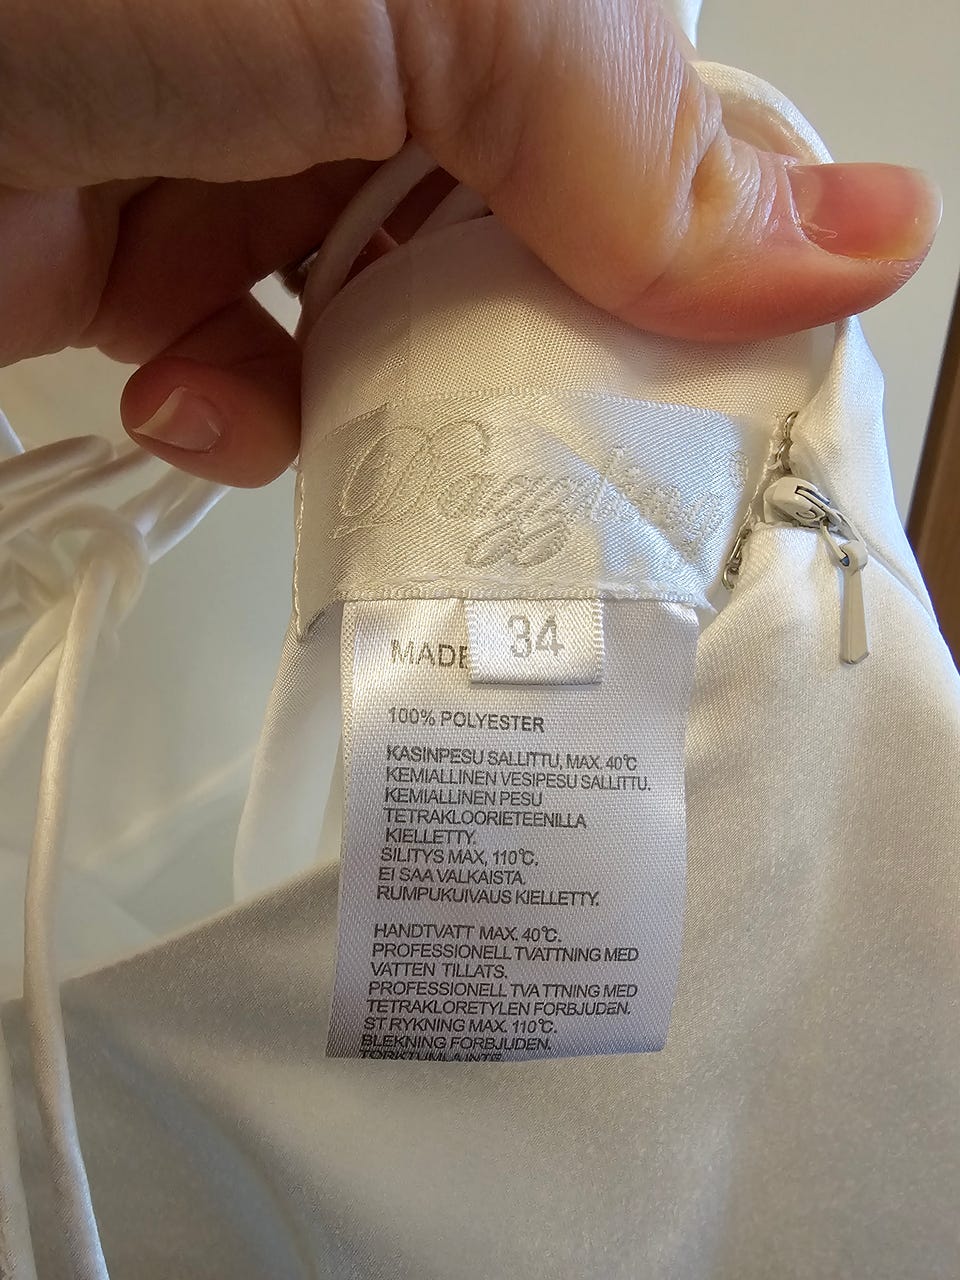 34
MADE
100% POLYESTER
KASINPESU SALLITTU, MAX. 40℃
KEMIALLINEN VESIPESU SALLITTU.
KEMIALLINEN PESU
TETRAKLOORIETEENILLA
KIELLETTY.
SILITYS MAX, 110℃.
EI SAA VALKAISTA.
RUMPUKUIVAUS KIELLETTY.
HANDTVATT MAX. 40℃.
PROFESSIONELL TVATTNING MED
VATTEN TILLATS.
PROFESSIONELL TVA TTNING MED
TETRAKLORETYLEN FORBJUDEN.
ST RYKNING MAX. 110℃.
BLEKNING FORBJUDEN.
TORKTUMLA INTE